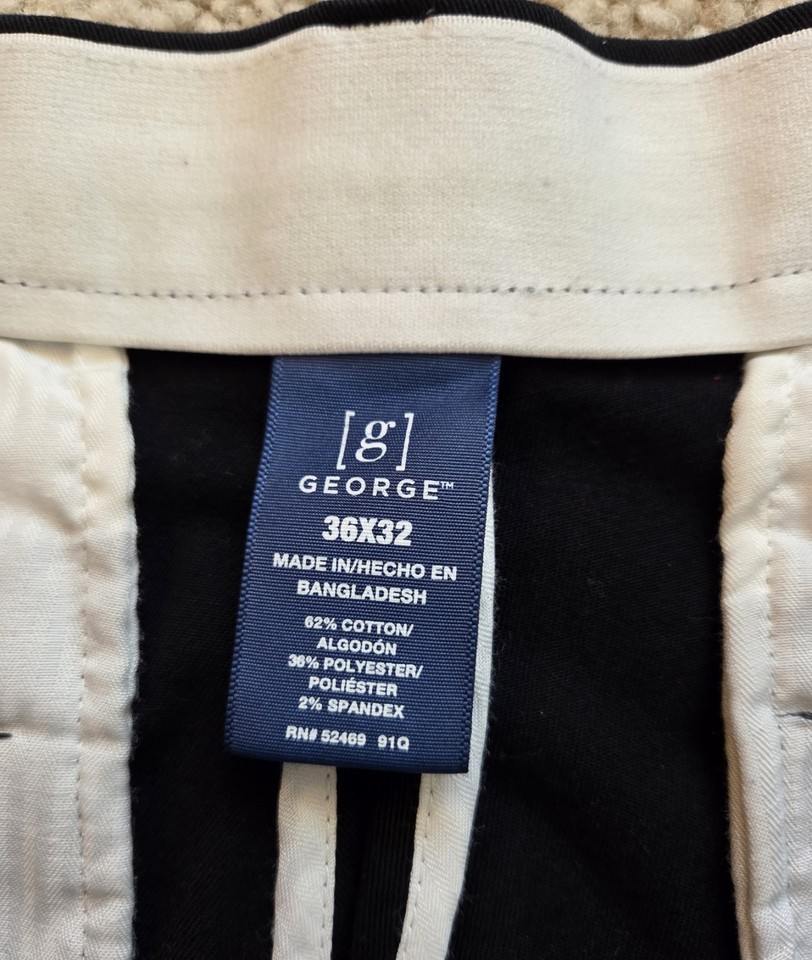 [g]
GEORGE™
36X32
MADE IN/HECHO EN
BANGLADESH
62% COTTON/
ALGODÓN
36% POLYESTER/
POLIÉSTER
2% SPANDEX
RN# 52469 91Q